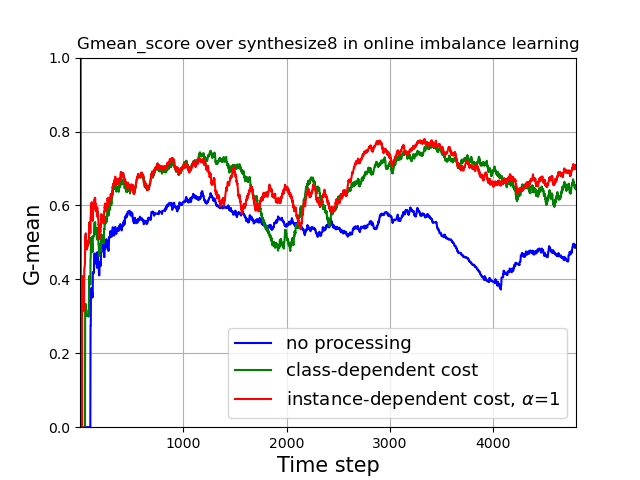 Gmean_score over synthesize8 in online imbalance learning
1.0
0.8
0.6
0.4
0.2
0.0
G-mean
no processing
class-dependent cost
instance-dependent cost, α=1
1000 2000 3000 4000
Time step